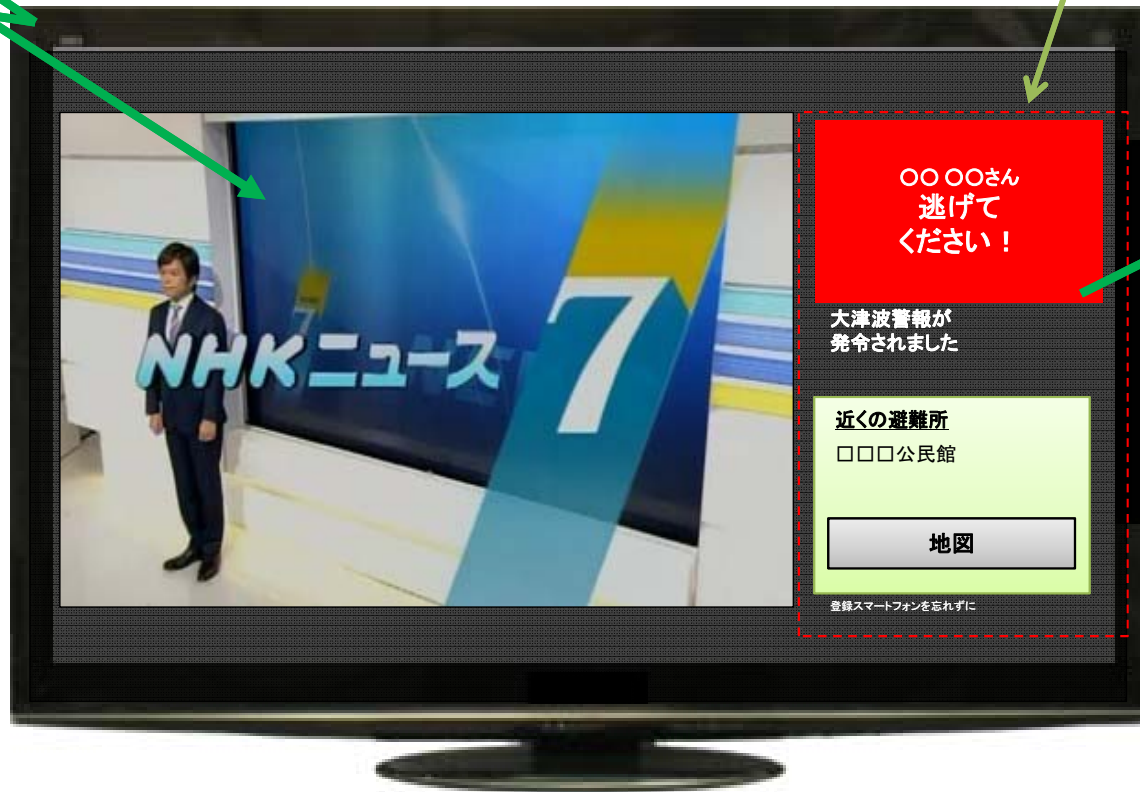 NHKニュース
7
7
○○ ○○さん
逃げて
ください！
大津波警報が
発令されました
近くの避難所
□□□公民館
地図
登録スマートフォンを忘れずに